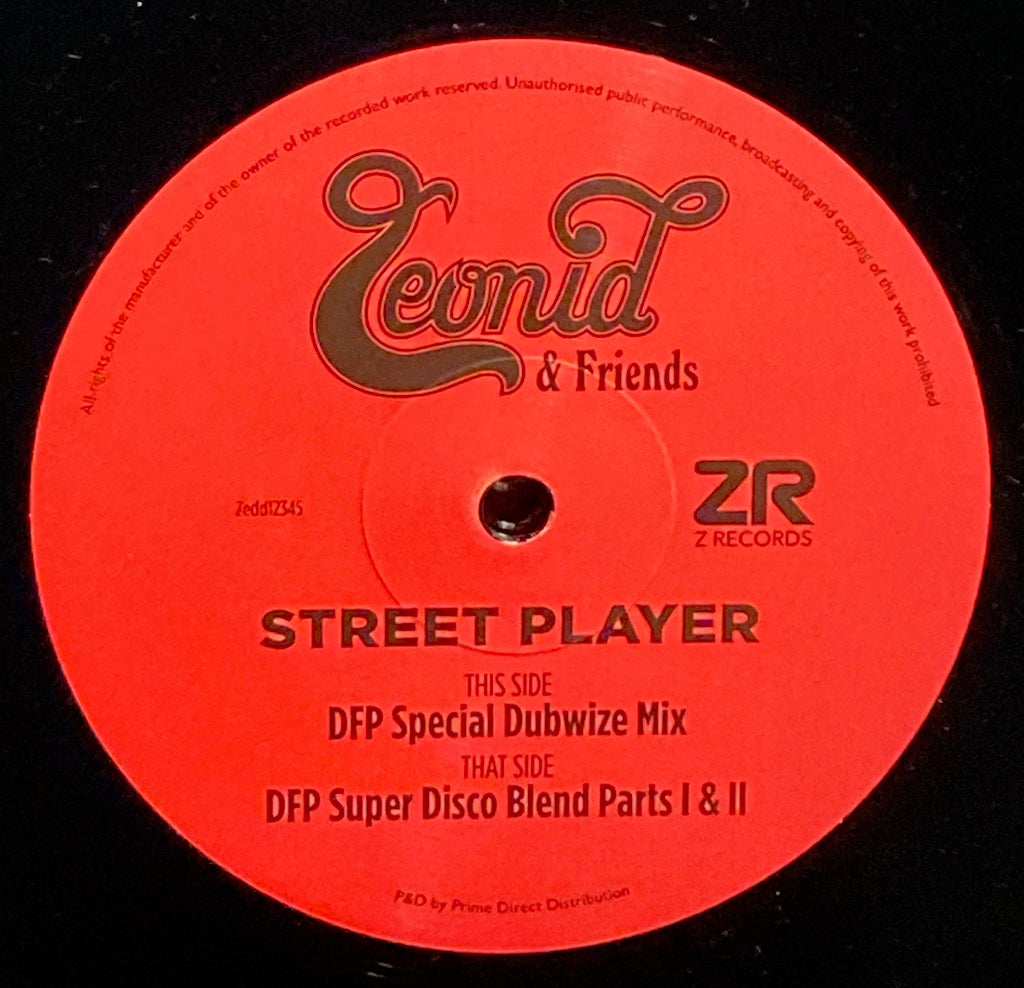 All rights of the manufacturer and of the owner of the recorded work reserved. Unauthorised public performance, broadcasting and copying of this work prohibited
Leonid
& Friends
Zedd12345
ZR
Z RECORDS
STREET PLAYER
THIS SIDE
DFP Special Dubwize Mix
THAT SIDE
DFP Super Disco Blend Parts I & II
P&D by Prime Direct Distribution